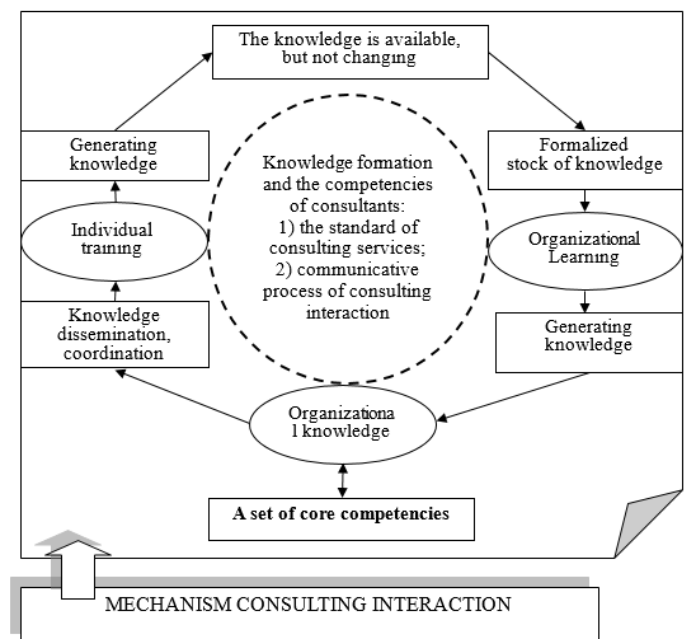 The knowledge is available,
but not changing
Generating
knowledge
Formalized
stock of knowledge
Knowledge formation
and the competencies
of consultants:
1) the standard of
consulting services;
2) communicative
process of consulting
interaction
Individual
training
Organizational
Learning
Knowledge
dissemination,
coordination
Generating
knowledge
Organizationa
l knowledge
A set of core competencies
MECHANISM CONSULTING INTERACTION